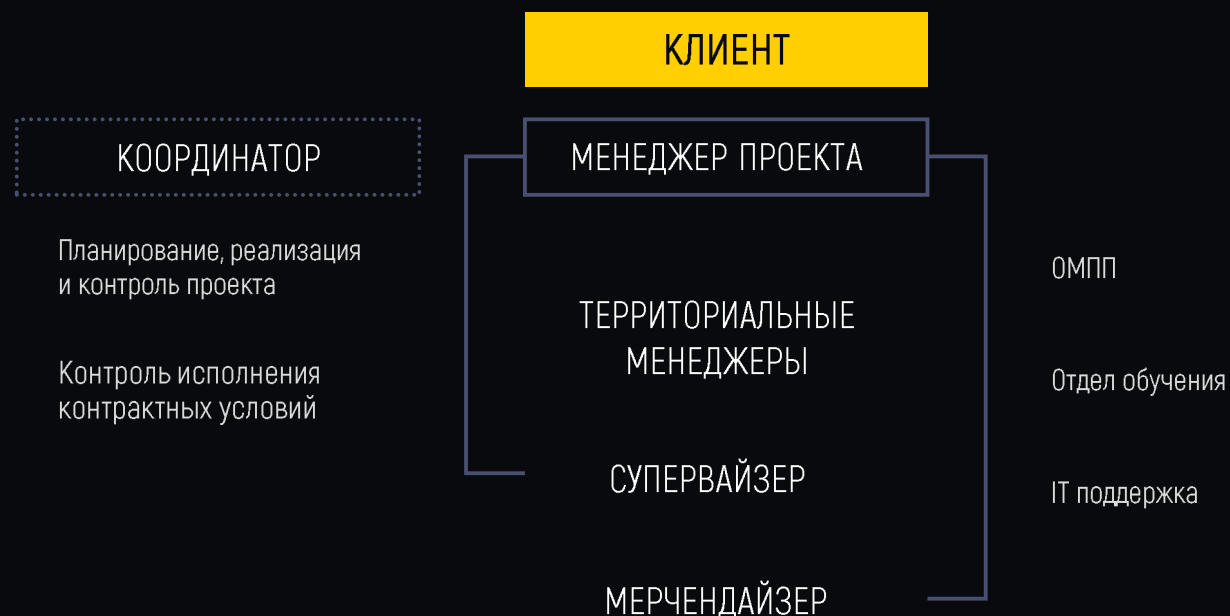 КЛИЕНТ
КООРДИНАТОР
Планирование, реализация
и контроль проекта
Контроль исполнения
контрактных условий
МЕНЕДЖЕР ПРОЕКТА
ТЕРРИТОРИАЛЬНЫЕ
МЕНЕДЖЕРЫ
СУПЕРВАЙЗЕР
МЕРЧЕНДАЙЗЕР
ОМПП
Отдел обучения
IT поддержка